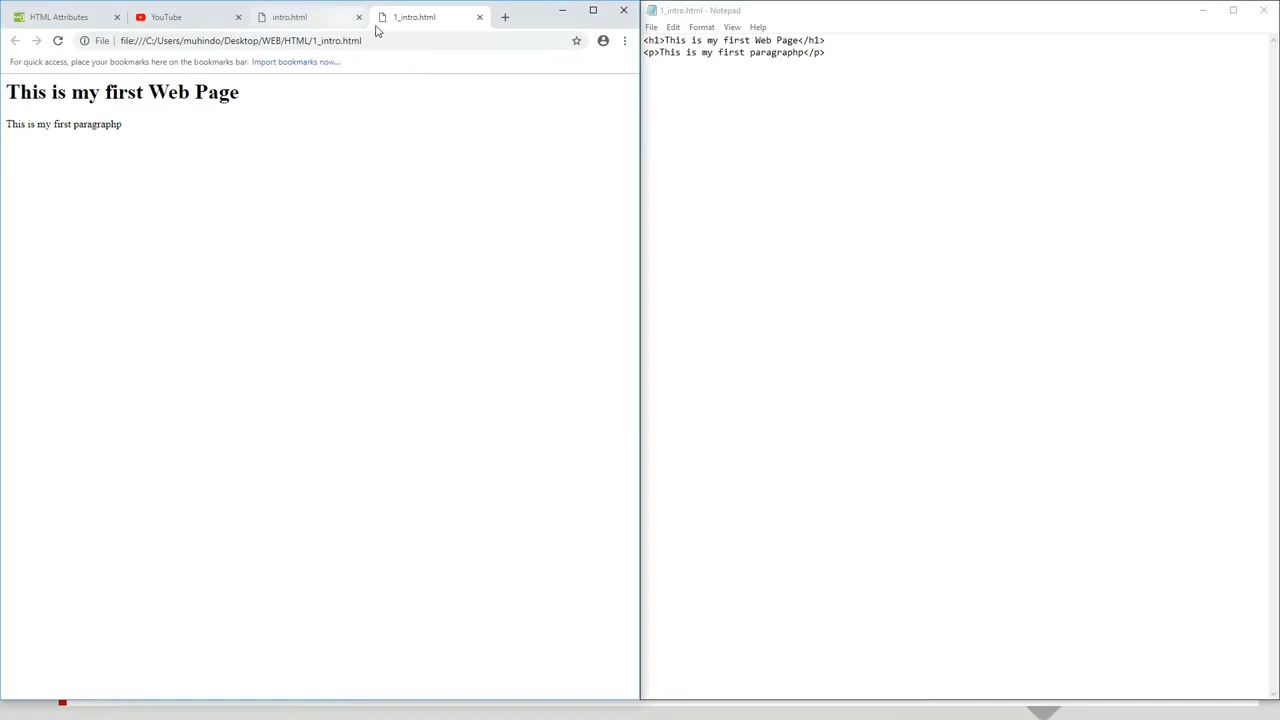 HTML Attributes
YouTube
intro.html
1_intro.html
File
file:///C:/Users/muhindo/Desktop/WEB/HTML/1_intro.html
For quick access, place your bookmarks here on the bookmarks bar. Import bookmarks now...
This is my first Web Page
This is my first paragraphp
1_intro.html - Notepad
File Edit Format View Help
<h1>This is my first Web Page</h1>
<p>This is my first paragraphp</p>